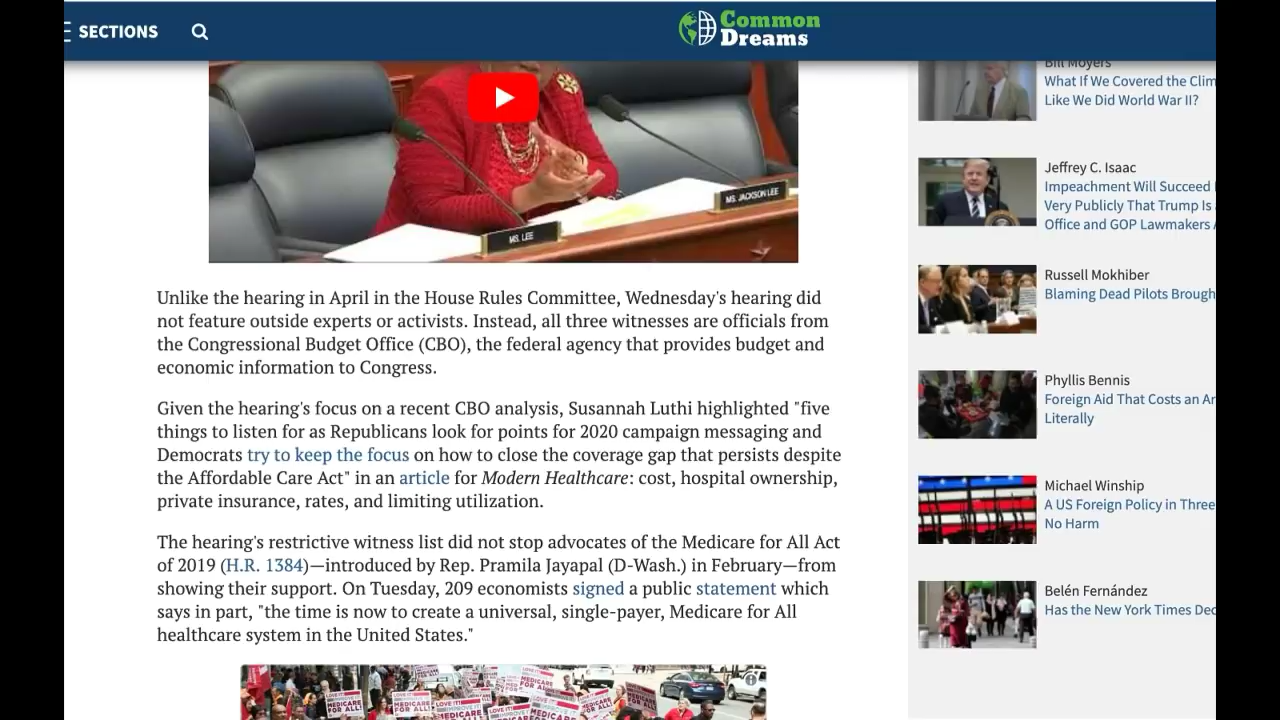 SECTIONS
Common
Dreams
MS. JACKSON LEE
MS. LEE
Unlike the hearing in April in the House Rules Committee, Wednesday's hearing did
not feature outside experts or activists. Instead, all three witnesses are officials from
the Congressional Budget Office (CBO), the federal agency that provides budget and
economic information to Congress.
Given the hearing's focus on a recent CBO analysis, Susannah Luthi highlighted "five
things to listen for as Republicans look for points for 2020 campaign messaging and
Democrats try to keep the focus on how to close the coverage gap that persists despite
the Affordable Care Act" in an article for Modern Healthcare: cost, hospital ownership,
private insurance, rates, and limiting utilization.
The hearing's restrictive witness list did not stop advocates of the Medicare for All Act
of 2019 (H.R. 1384)—introduced by Rep. Pramila Jayapal (D-Wash.) in February—from
showing their support. On Tuesday, 209 economists signed a public statement which
says in part, "the time is now to create a universal, single-payer, Medicare for All
healthcare system in the United States."
LOVE IT!
MEDICARE
FOR ALL!
Bill Moyers
What If We Covered the Clim
Like We Did World War II?
Jeffrey C. Isaac
Impeachment Will Succeed
Very Publicly That Trump Is
Office and GOP Lawmakers
Russell Mokhiber
Blaming Dead Pilots Brough
Phyllis Bennis
Foreign Aid That Costs an Ar
Literally
Michael Winship
A US Foreign Policy in Three
No Harm
Belén Fernández
Has the New York Times Dec